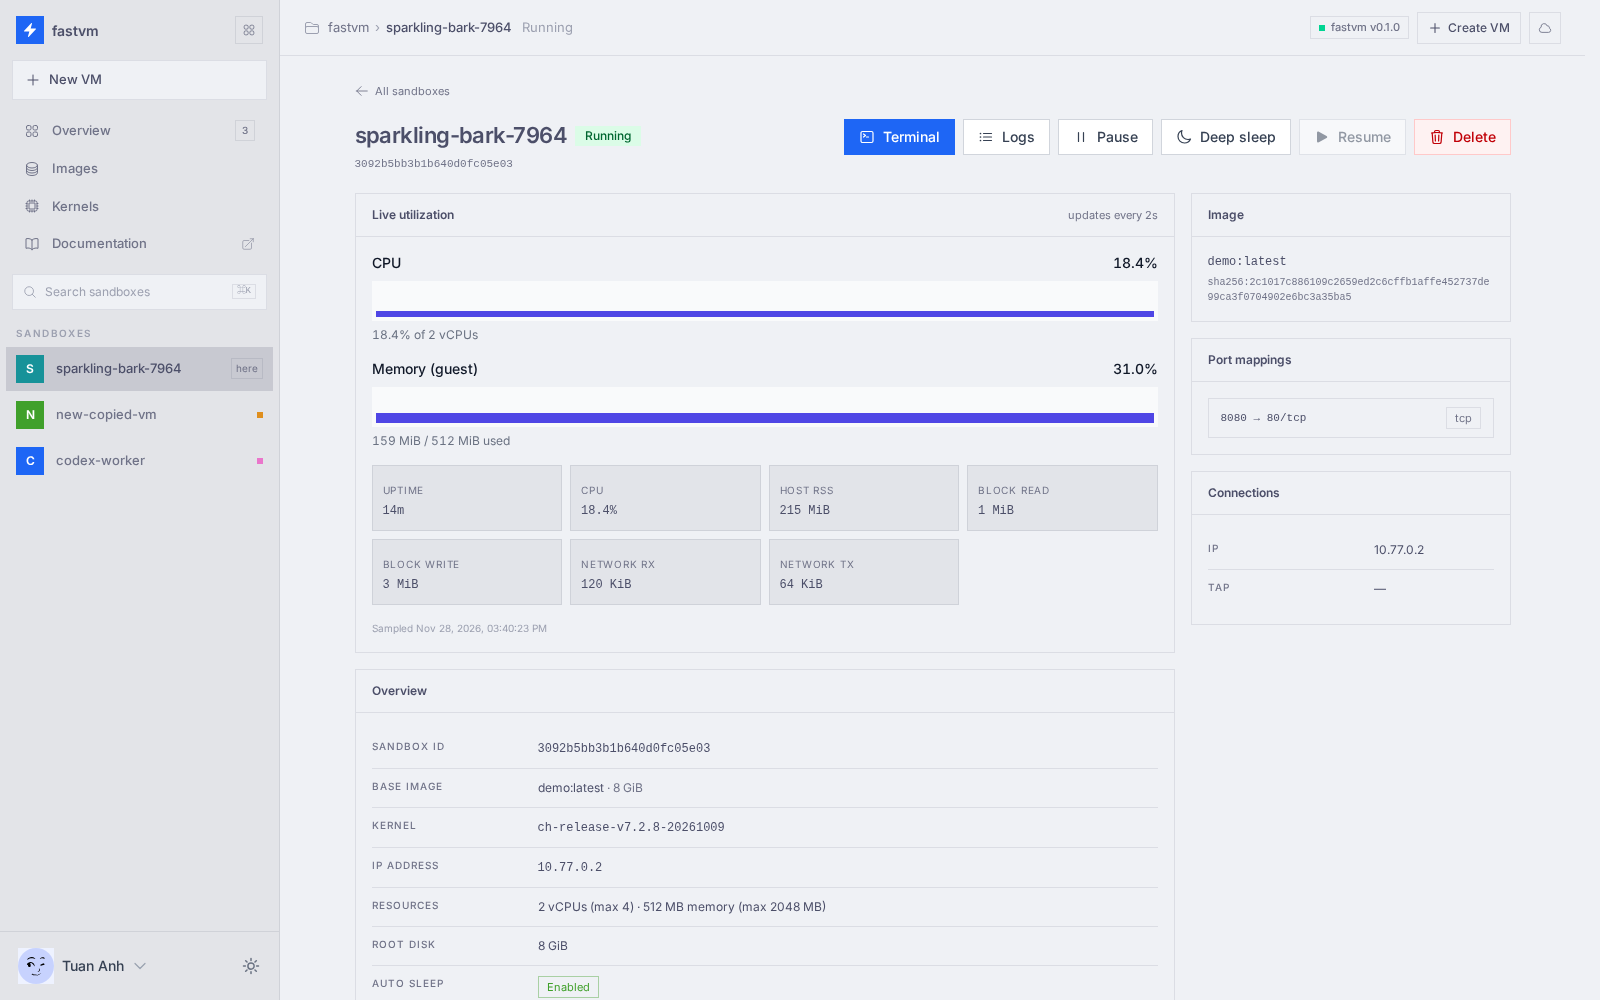 fastvm
New VM
Overview 3
Images
Kernels
Documentation
Search sandboxes ⌘K
SANDBOXES
S sparkling-bark-7964 here
N new-copied-vm
C codex-worker
Tuan Anh
fastvm › sparkling-bark-7964 Running
fastvm v0.1.0
Create VM
All sandboxes
sparkling-bark-7964 Running
3092b5bb3b1b640d0fc05e03
Terminal Logs Pause Deep sleep Resume Delete
Live utilization updates every 2s
CPU 18.4%
18.4% of 2 vCPUs
Memory (guest) 31.0%
159 MiB / 512 MiB used
UPTIME
14m
CPU
18.4%
HOST RSS
215 MiB
BLOCK READ
1 MiB
BLOCK WRITE
3 MiB
NETWORK RX
120 KiB
NETWORK TX
64 KiB
Sampled Nov 28, 2026, 03:40:23 PM
Overview
SANDBOX ID 3092b5bb3b1b640d0fc05e03
BASE IMAGE demo:latest · 8 GiB
KERNEL ch-release-v7.2.8-20261009
IP ADDRESS 10.77.0.2
RESOURCES 2 vCPUs (max 4) · 512 MB memory (max 2048 MB)
ROOT DISK 8 GiB
AUTO SLEEP Enabled
Image
demo:latest
sha256:2c1017c886109c2659ed2c6cffb1affe452737de
99ca3f0704902e6bc3a35ba5
Port mappings
8080 → 80/tcp tcp
Connections
IP 10.77.0.2
TAP —